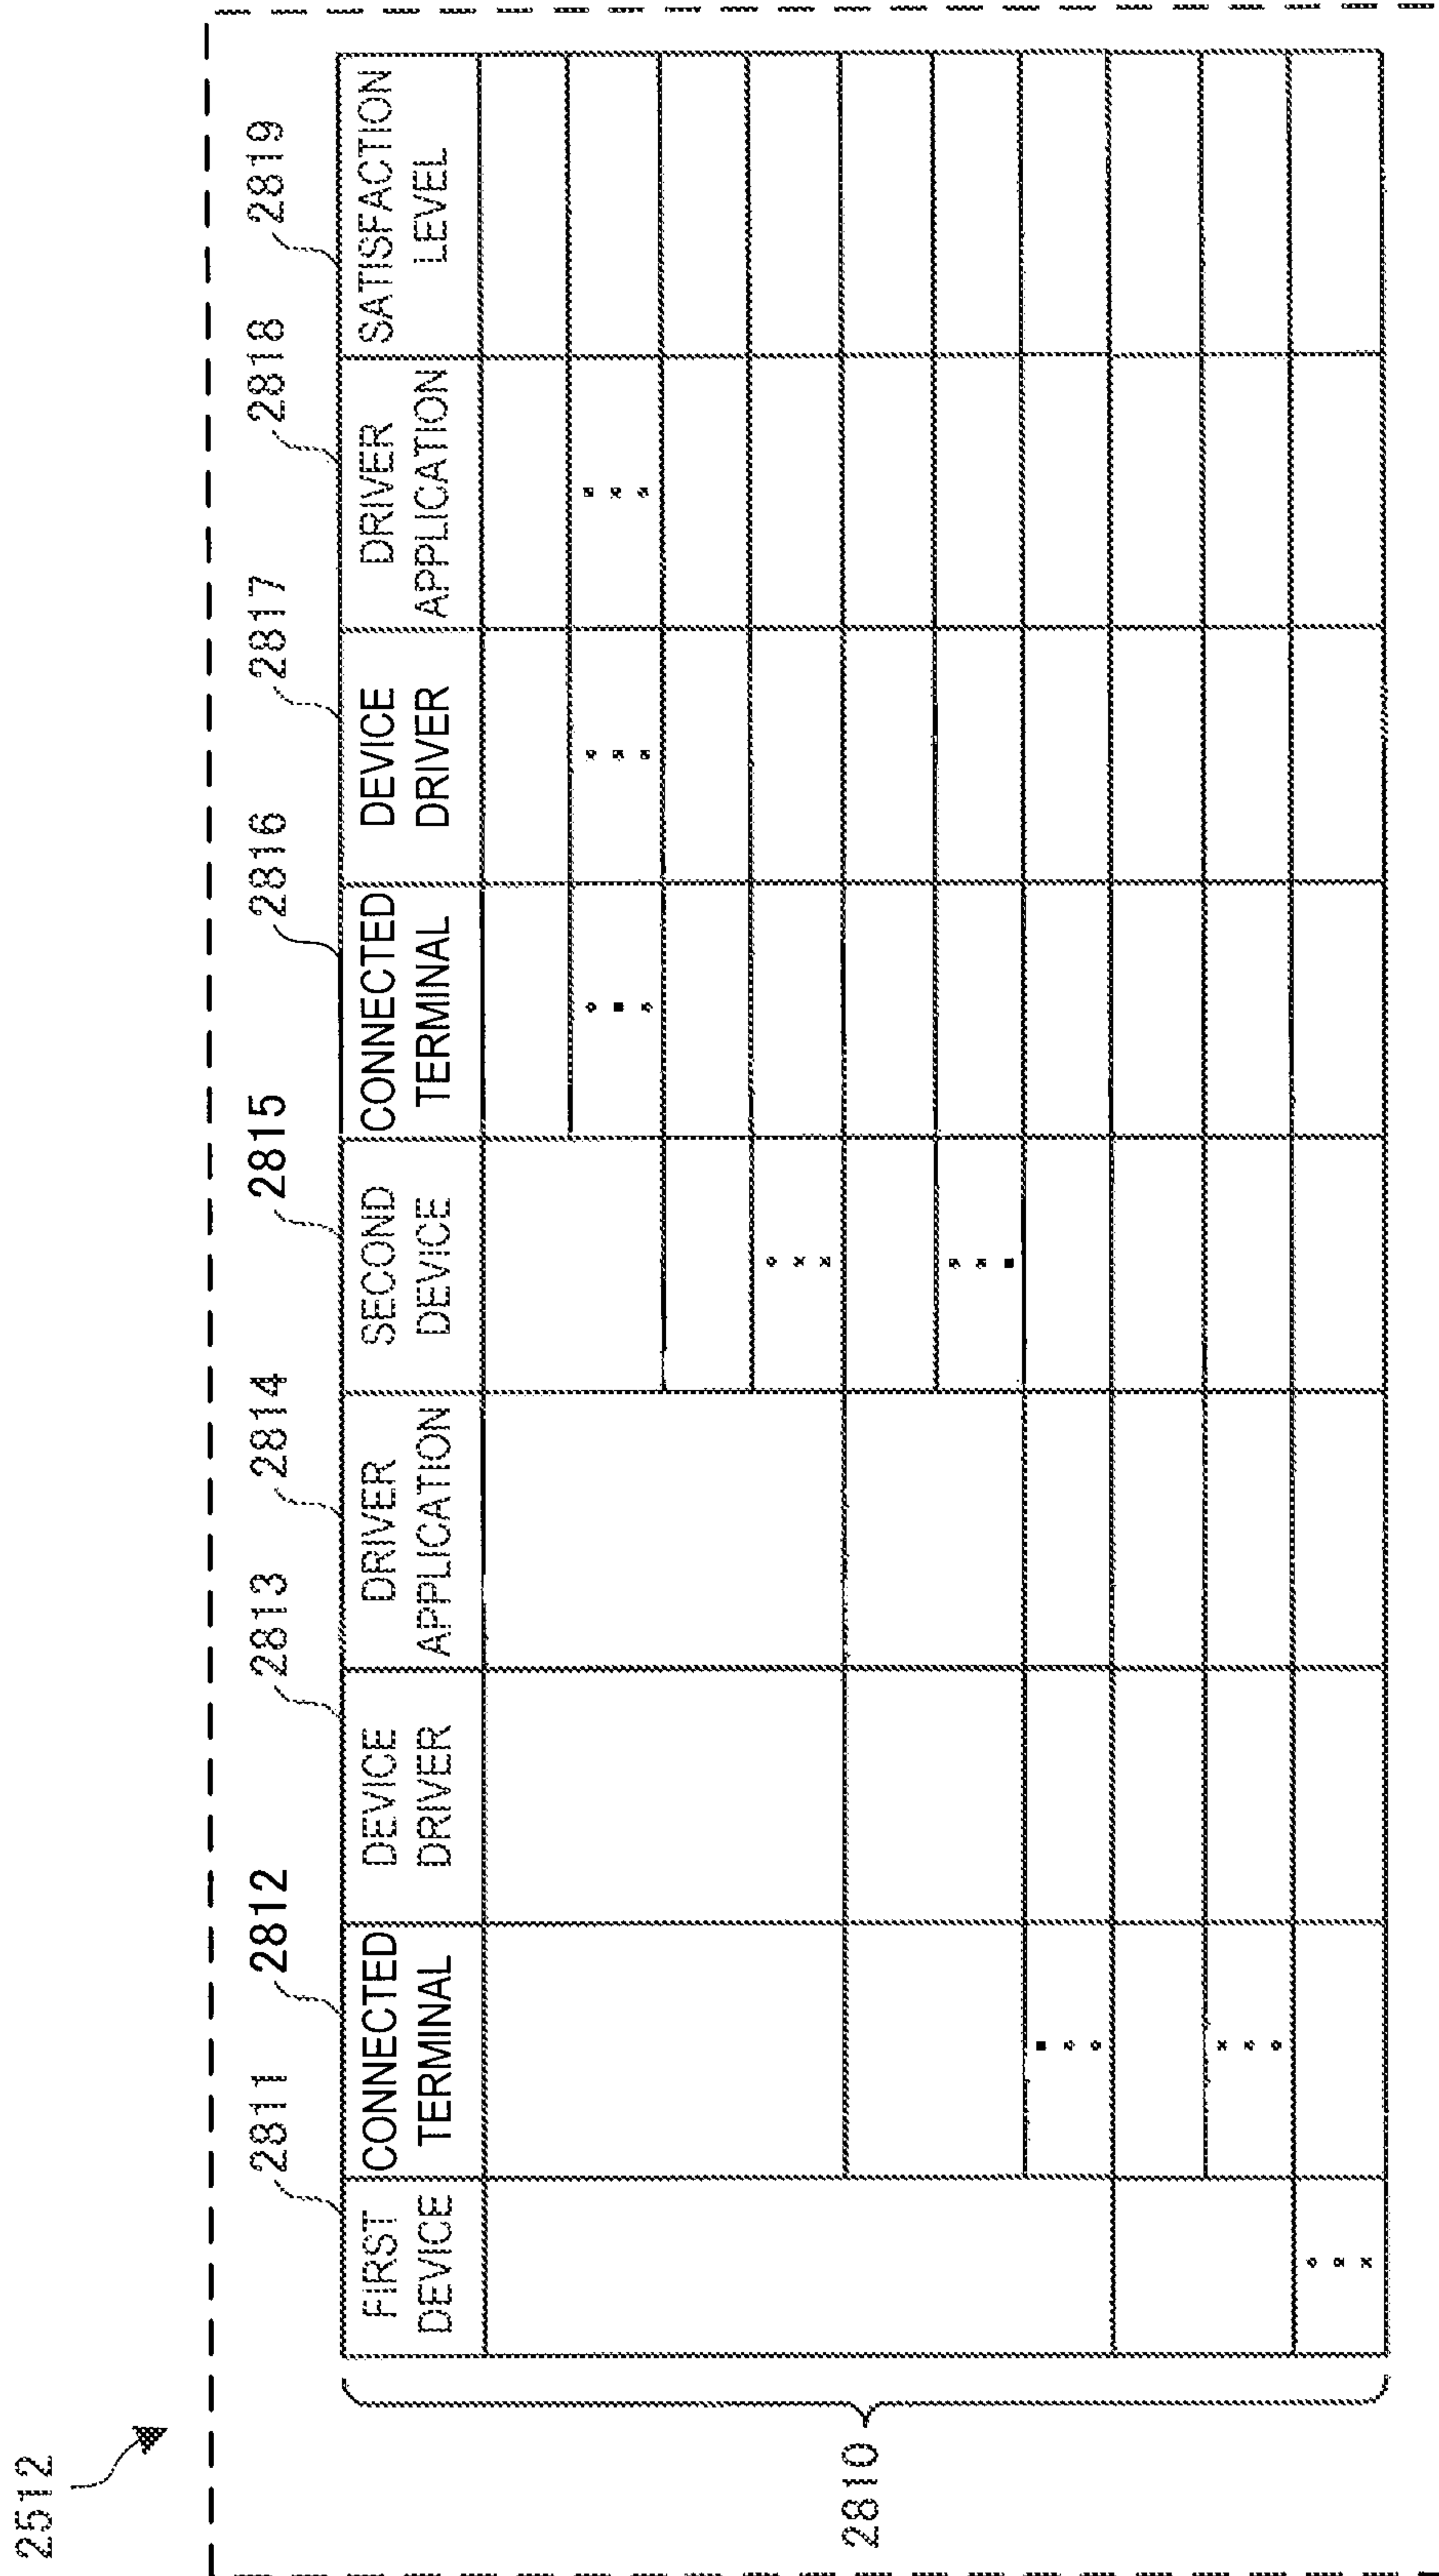 2512
2811
2812
2813
2814
2815
2816
2817
2818
2819
FIRST
DEVICE
CONNECTED
TERMINAL
DEVICE
DRIVER
DRIVER
APPLICATION
SECOND
DEVICE
CONNECTED
TERMINAL
DEVICE
DRIVER
DRIVER
APPLICATION
SATISFACTION
LEVEL
2810